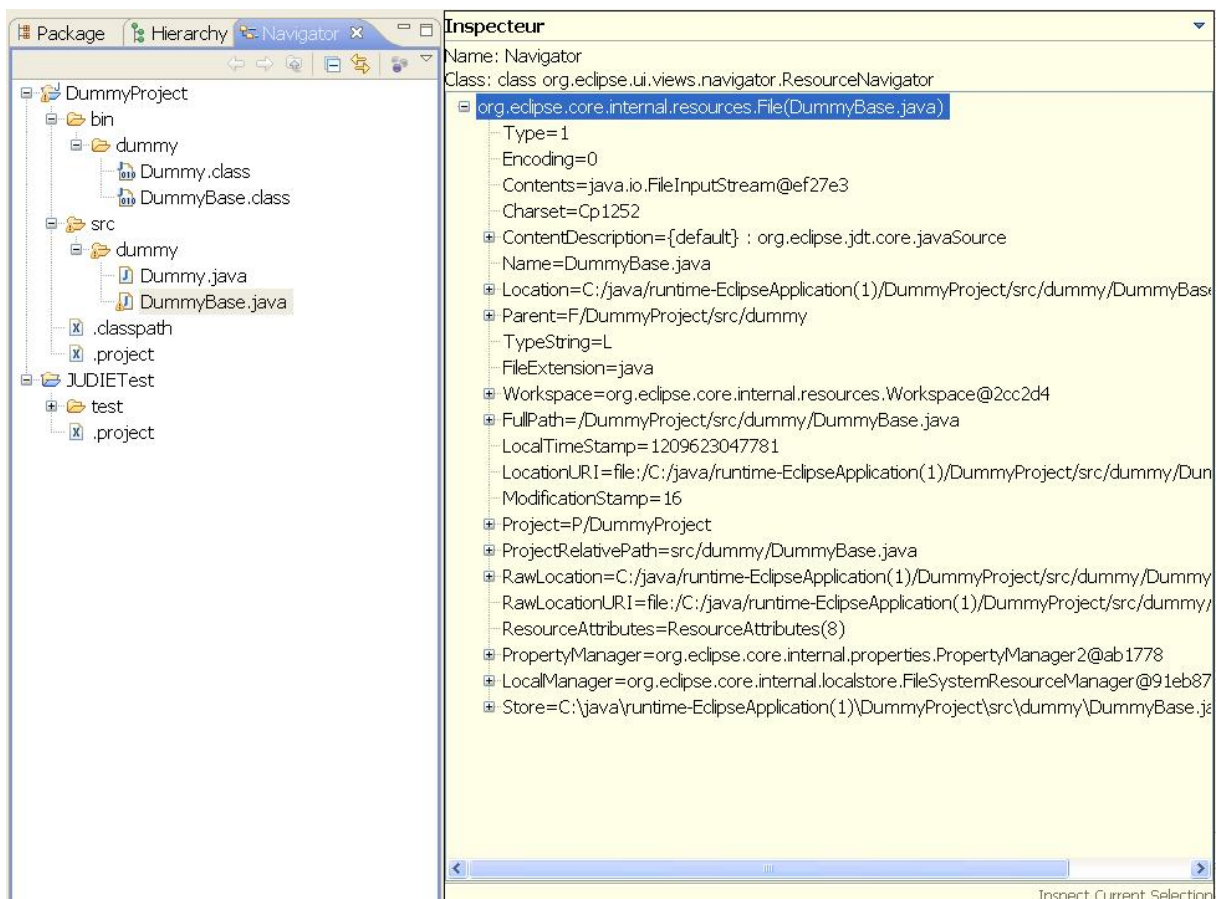 Package Hierarchy Navigator
DummyProject
bin
dummy
Dummy.class
DummyBase.class
src
dummy
Dummy.java
DummyBase.java
.classpath
.project
JUDIETest
test
.project
Inspecteur
Name: Navigator
Class: class org.eclipse.ui.views.navigator.ResourceNavigator
org.eclipse.core.internal.resources.File(DummyBase.java)
Type=1
Encoding=0
Contents=java.io.FileInputStream@ef27e3
Charset=Cp1252
ContentDescription={default} : org.eclipse.jdt.core.javaSource
Name=DummyBase.java
Location=C:/java/runtime-EclipseApplication(1)/DummyProject/src/dummy/DummyBase
Parent=F/DummyProject/src/dummy
TypeString=L
FileExtension=java
Workspace=org.eclipse.core.internal.resources.Workspace@2cc2d4
FullPath=/DummyProject/src/dummy/DummyBase.java
LocalTimeStamp=1209623047781
LocationURI=file:/C:/java/runtime-EclipseApplication(1)/DummyProject/src/dummy/Dun
ModificationStamp=16
Project=P/DummyProject
ProjectRelativePath=src/dummy/DummyBase.java
RawLocation=C:/java/runtime-EclipseApplication(1)/DummyProject/src/dummy/Dummy
RawLocationURI=file:/C:/java/runtime-EclipseApplication(1)/DummyProject/src/dummy/
ResourceAttributes=ResourceAttributes(8)
PropertyManager=org.eclipse.core.internal.properties.PropertyManager2@ab1778
LocalManager=org.eclipse.core.internal.localstore.FileSystemResourceManager@91eb87
Store=C:\java\runtime-EclipseApplication(1)\DummyProject\src\dummy\DummyBase.ja
Inspect Current Selection